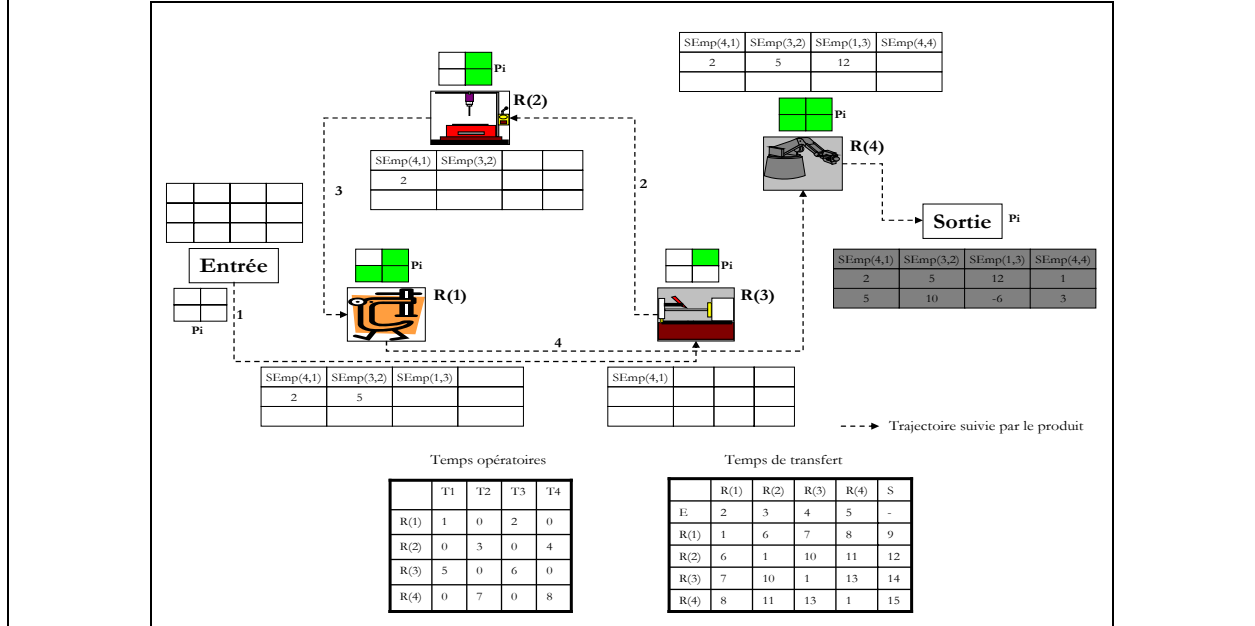 SEmp(4,1) SEmp(3,2) SEmp(1,3) SEmp(4,4)
2 5 12
Pi
R(2)
Pi
R(4)
SEmp(4,1) SEmp(3,2)
2
3
2
Entrée
Sortie Pi
Pi
R(1)
Pi
R(3)
SEmp(4,1) SEmp(3,2) SEmp(1,3) SEmp(4,4)
2 5 12 1
5 10 -6 3
Pi
1
4
SEmp(4,1) SEmp(3,2) SEmp(1,3)
2 5
SEmp(4,1)
Trajectoire suivie par le produit
Temps opératoires
T1 T2 T3 T4
R(1) 1 0 2 0
R(2) 0 3 0 4
R(3) 5 0 6 0
R(4) 0 7 0 8
Temps de transfert
R(1) R(2) R(3) R(4) S
E 2 3 4 5 -
R(1) 1 6 7 8 9
R(2) 6 1 10 11 12
R(3) 7 10 1 13 14
R(4) 8 11 13 1 15